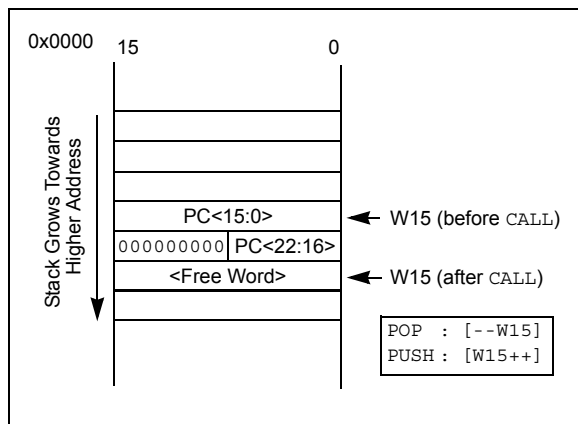 0x0000
15 0
Stack Grows Towards
Higher Address
PC<15:0>
W15 (before CALL)
000000000 PC<22:16>
<Free Word>
W15 (after CALL)
POP : [--W15]
PUSH : [W15++]